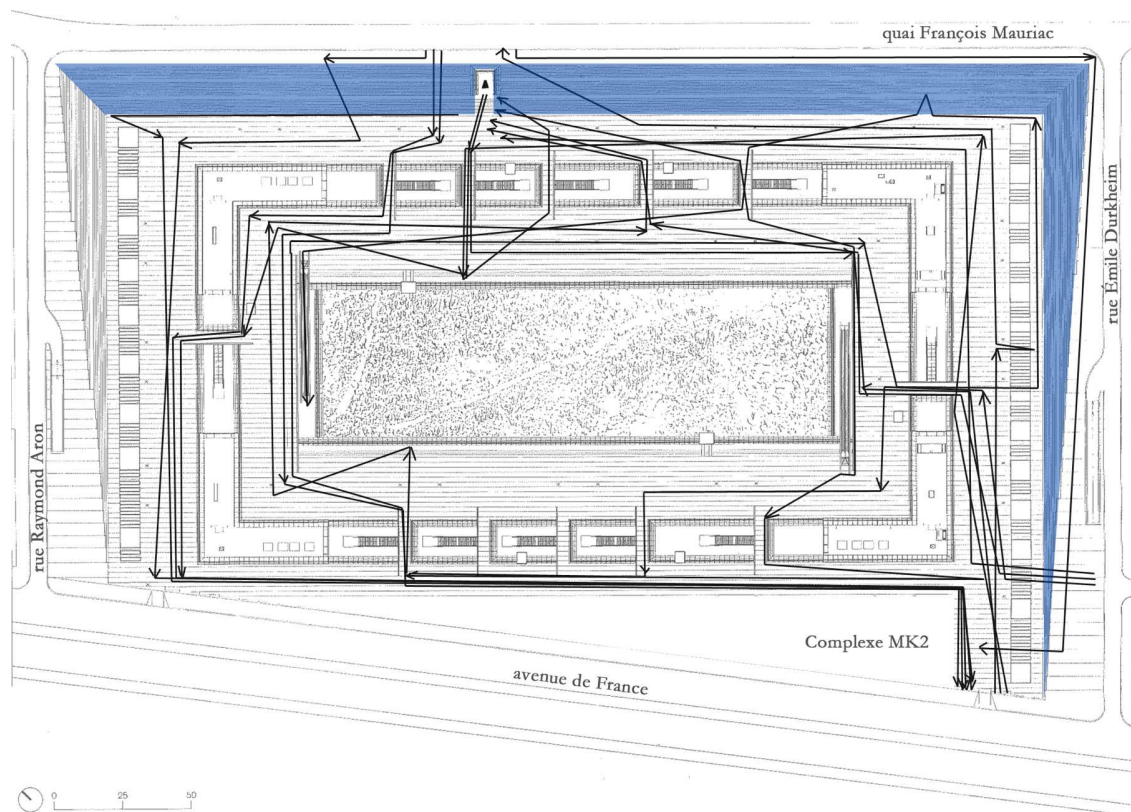 quai François Mauriac
rue Émile Durkheim
rue Raymond Aron
Complexe MK2
avenue de France
0 25 50